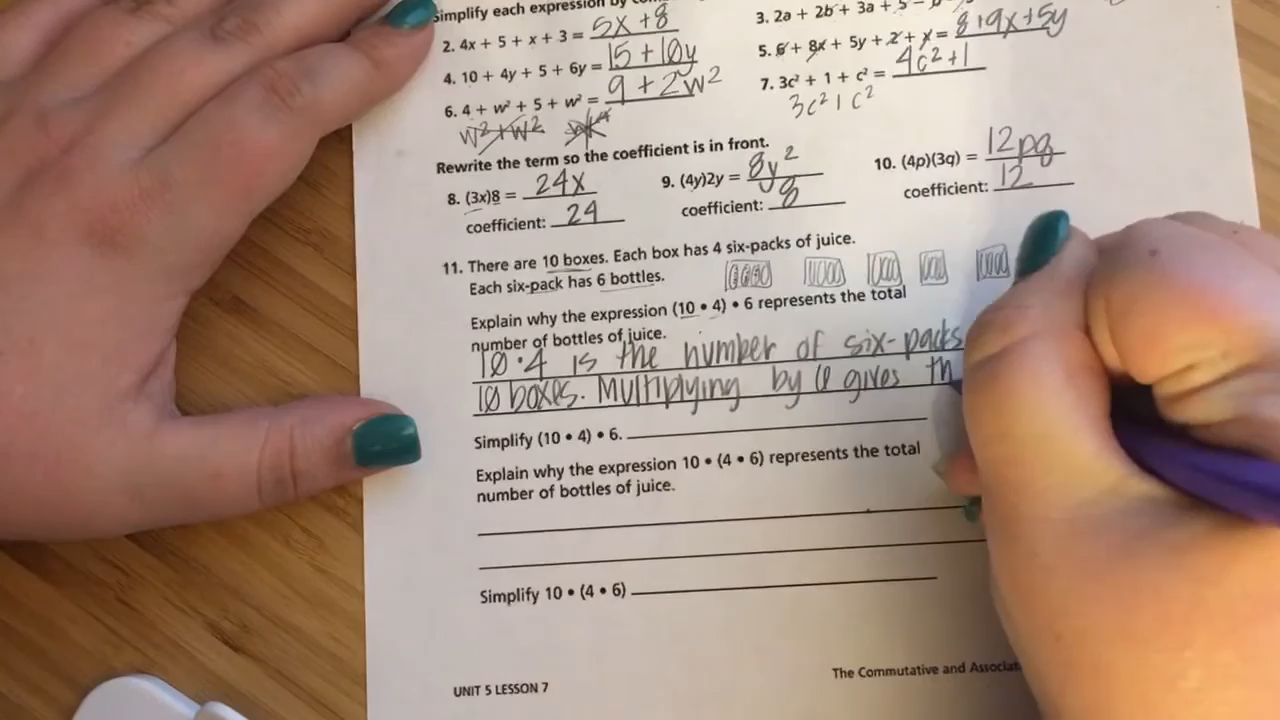 Simplify each expression by
2. 4x + 5 + x + 3 = 5x + 8
3. 2a + 2b + 3a + 5 -
4. 10 + 4y + 5 + 6y = 15 + 10y
5. 6 + 8x + 5y + 2 + x = 8 + 9x + 5y
6. 4 + w² + 5 + w² = 9 + 2w²
7. 3c² + 1 + c² = 4c² + 1
w² + w²
3c² 1 c²
Rewrite the term so the coefficient is in front.
8. (3x)8 = 24x
9. (4y)2y = 8y²
10. (4p)(3q) = 12pq
coefficient: 24
coefficient: 8
coefficient: 12
11. There are 10 boxes. Each box has 4 six-packs of juice.
Each six-pack has 6 bottles.
Explain why the expression (10 • 4) • 6 represents the total
number of bottles of juice.
10 • 4 is the number of six-packs
10 boxes. Multiplying by 6 gives th
Simplify (10 • 4) • 6.
Explain why the expression 10 • (4 • 6) represents the total
number of bottles of juice.
Simplify 10 • (4 • 6)
UNIT 5 LESSON 7
The Commutative and